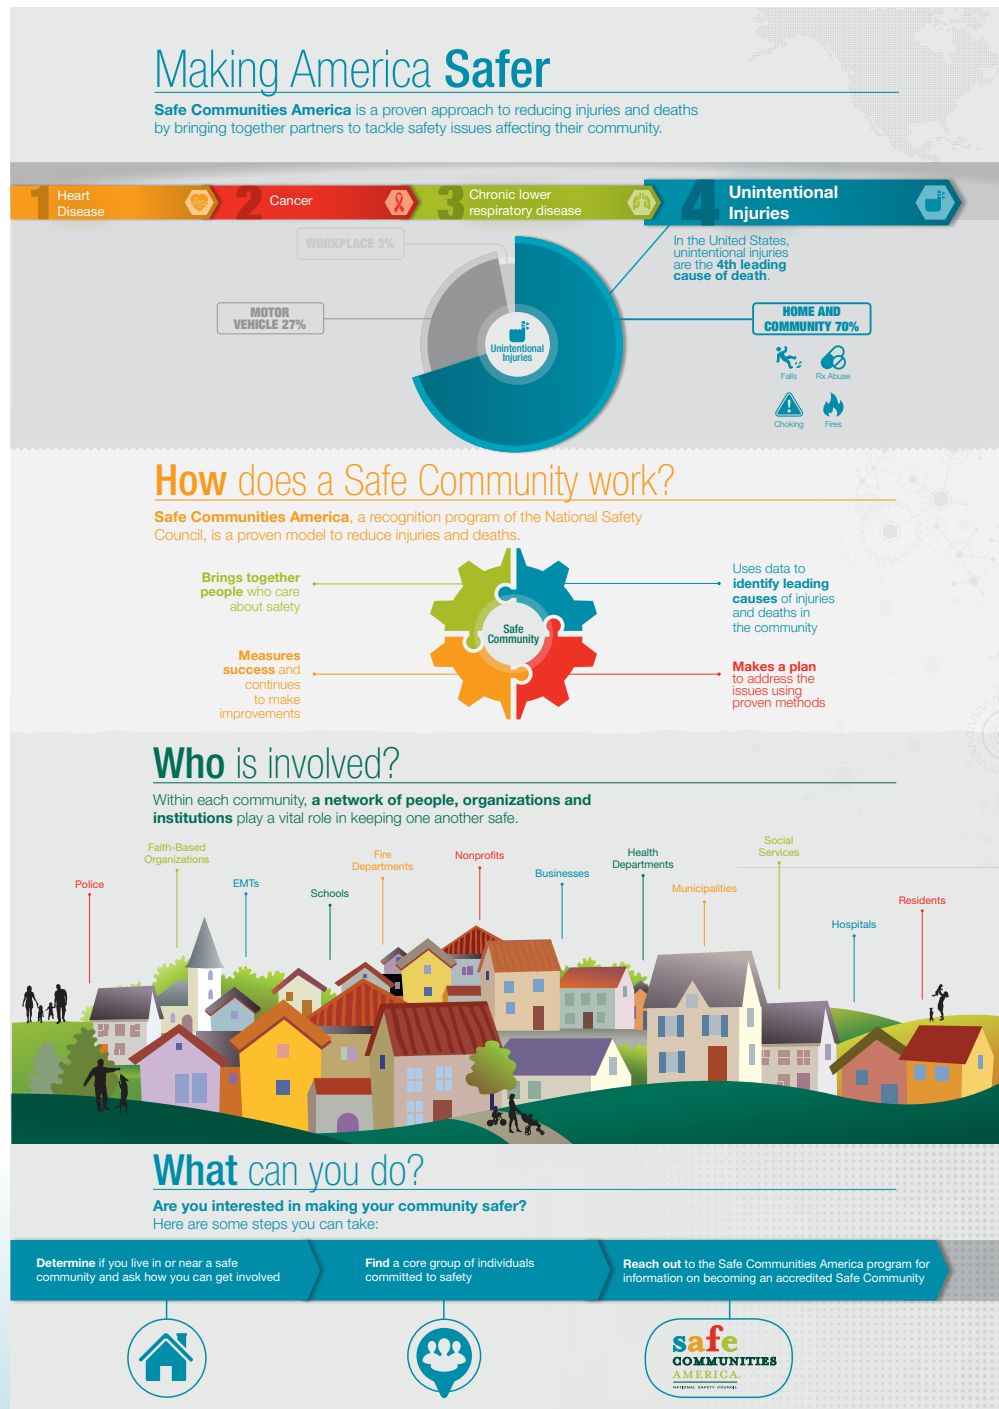 Making America Safer
Safe Communities America is a proven approach to reducing injuries and deaths
by bringing together partners to tackle safety issues affecting their community.
1 Heart
Disease
2 Cancer
3 Chronic lower
respiratory disease
4 Unintentional
Injuries
In the United States,
unintentional injuries
are the 4th leading
cause of death.
WORKPLACE 3%
MOTOR
VEHICLE 27%
Unintentional
Injuries
HOME AND
COMMUNITY 70%
Falls
Rx Abuse
Choking
Fires
How does a Safe Community work?
Safe Communities America, a recognition program of the National Safety
Council, is a proven model to reduce injuries and deaths.
Brings together
people who care
about safety
Uses data to
identify leading
causes of injuries
and deaths in
the community
Safe
Community
Measures
success and
continues
to make
improvements
Makes a plan
to address the
issues using
proven methods
Who is involved?
Within each community, a network of people, organizations and
institutions play a vital role in keeping one another safe.
Police
Faith-Based
Organizations
EMTs
Schools
Fire
Departments
Nonprofits
Businesses
Health
Departments
Municipalities
Social
Services
Hospitals
Residents
What can you do?
Are you interested in making your community safer?
Here are some steps you can take:
Determine if you live in or near a safe
community and ask how you can get involved
Find a core group of individuals
committed to safety
Reach out to the Safe Communities America program for
information on becoming an accredited Safe Community
safe
COMMUNITIES
AMERICA.
NATIONAL SAFETY COUNCIL